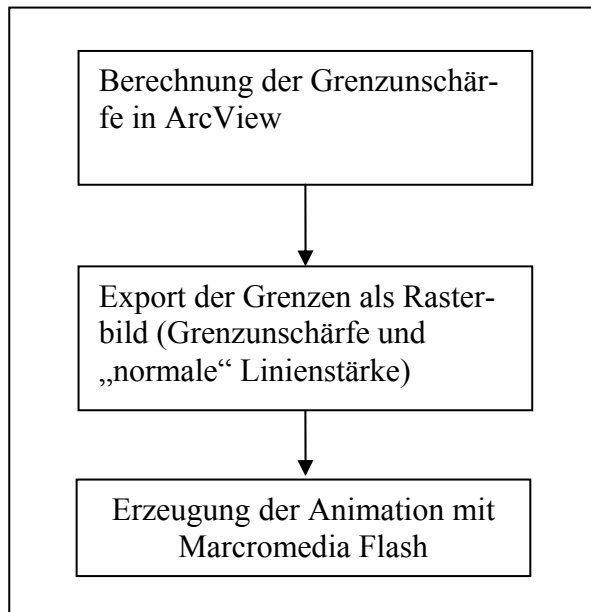 Berechnung der Grenzunschär-
fe in ArcView
Export der Grenzen als Raster-
bild (Grenzunschärfe und
„normale“ Linienstärke)
Erzeugung der Animation mit
Marcromedia Flash